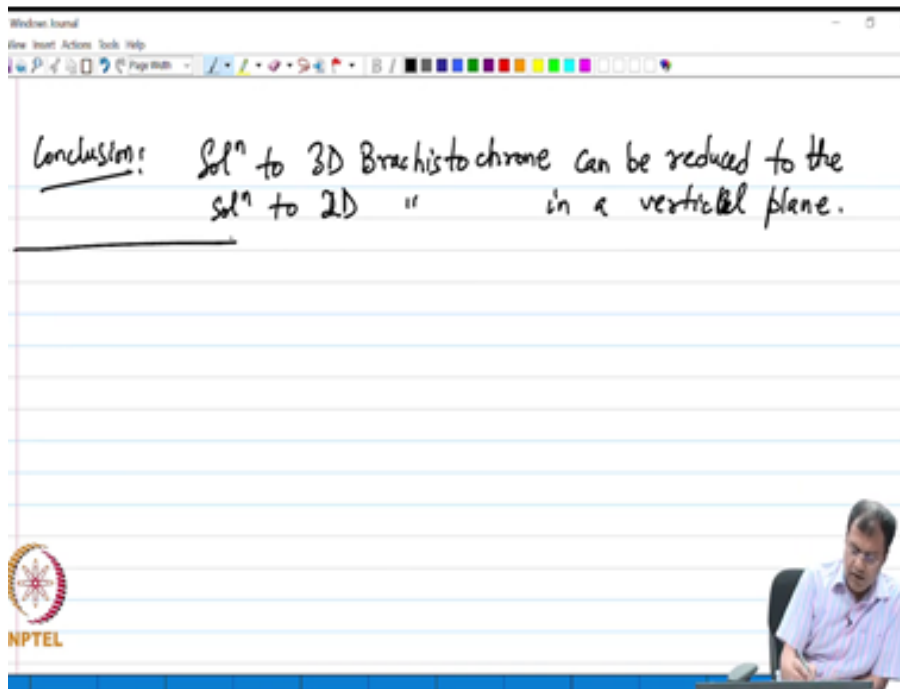 Windows Journal
View Insert Actions Tools Help
Page Width
B I
Conclusion: Solⁿ to 3D Brachistochrone can be reduced to the
solⁿ to 2D " in a vertical plane.
NPTEL